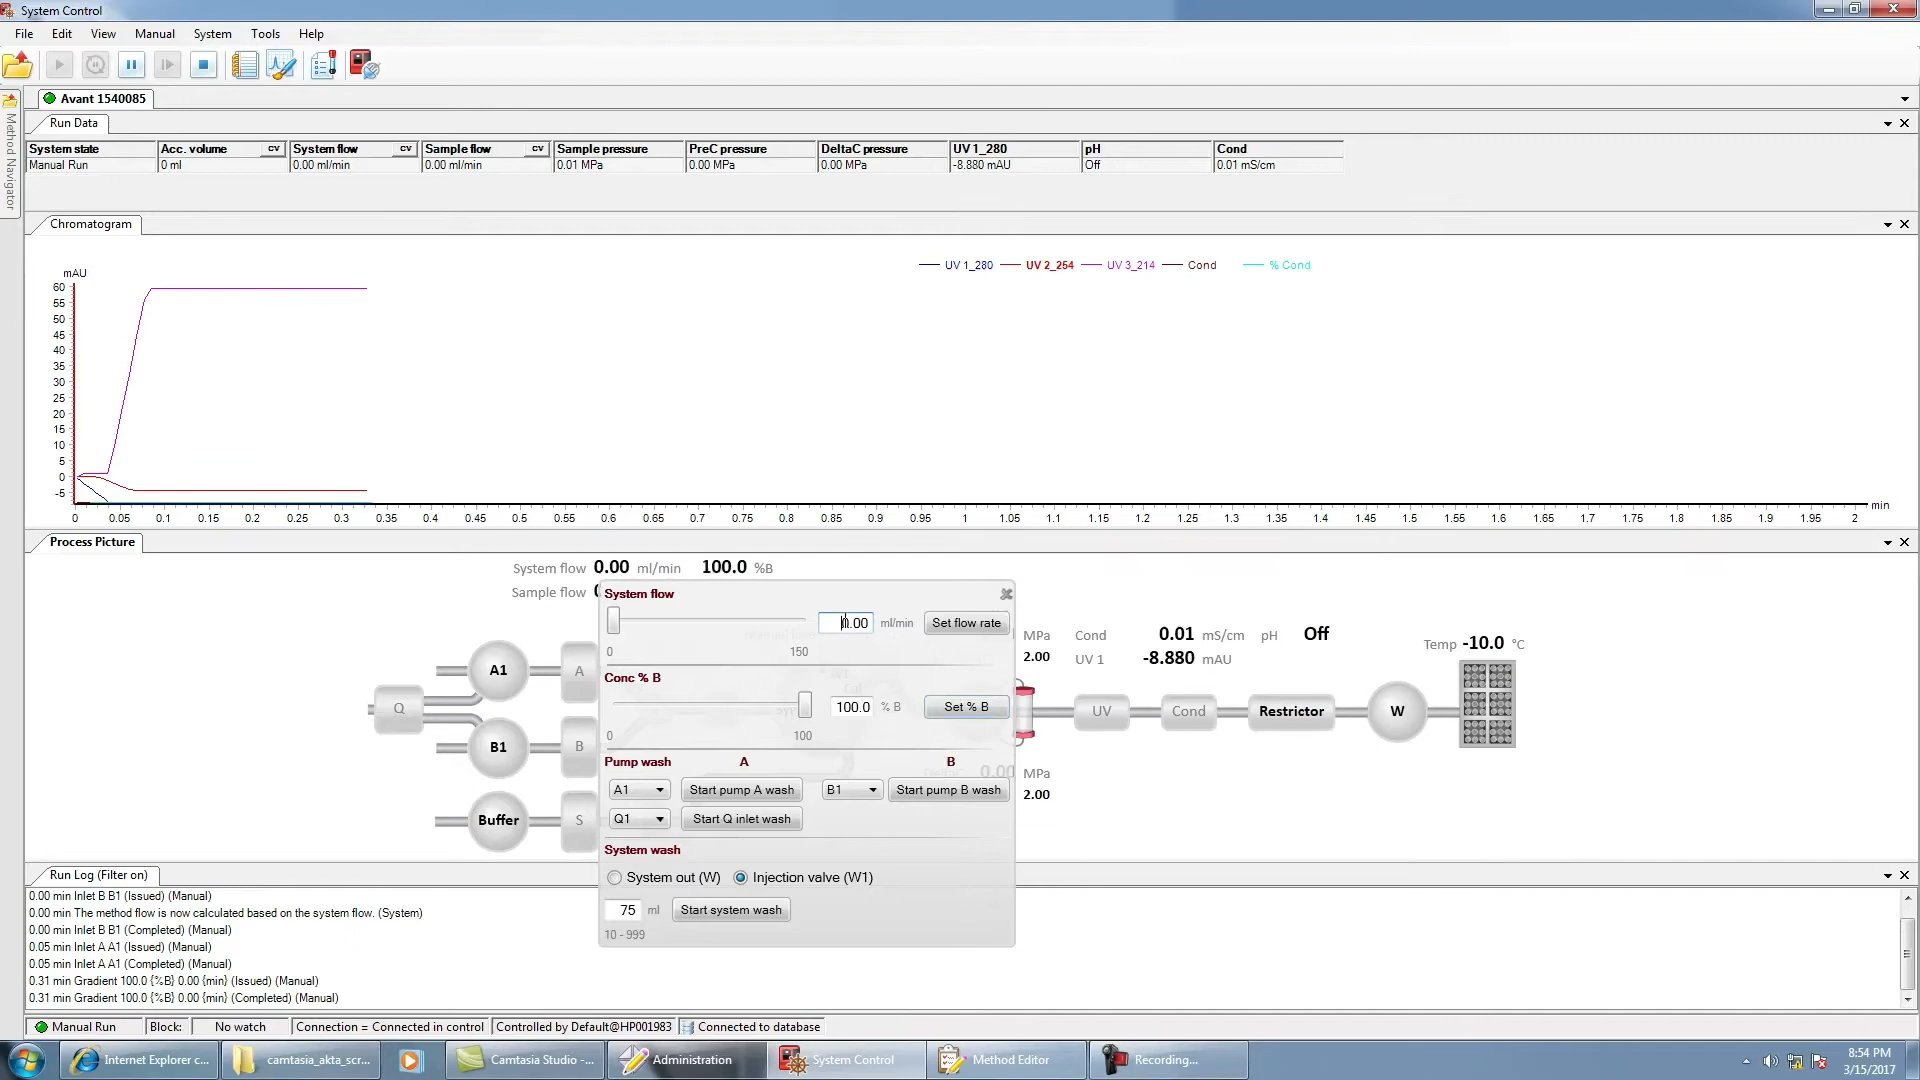 System Control
File Edit View Manual System Tools Help
Avant 1540085
Method Navigator
Run Data
System state Acc. volume CV System flow CV Sample flow CV Sample pressure PreC pressure DeltaC pressure UV 1_280 pH Cond
Manual Run 0 ml 0.00 ml/min 0.00 ml/min 0.01 MPa 0.00 MPa 0.00 MPa -8.880 mAU Off 0.01 mS/cm
Chromatogram
UV 1_280 UV 2_254 UV 3_214 Cond % Cond
mAU
60
55
50
45
40
35
30
25
20
15
10
5
0
-5
min
0 0.05 0.1 0.15 0.2 0.25 0.3 0.35 0.4 0.45 0.5 0.55 0.6 0.65 0.7 0.75 0.8 0.85 0.9 0.95 1 1.05 1.1 1.15 1.2 1.25 1.3 1.35 1.4 1.45 1.5 1.55 1.6 1.65 1.7 1.75 1.8 1.85 1.9 1.95 2
Process Picture
System flow 0.00 ml/min 100.0 %B
Sample flow
System flow
0.00 ml/min Set flow rate
0 150
Conc % B
100.0 % B Set % B
0 100
Pump wash A B
A1 Start pump A wash B1 Start pump B wash
Q1 Start Q inlet wash
System wash
System out (W) Injection valve (W1)
75 ml Start system wash
10 - 999
MPa Cond 0.01 mS/cm pH Off
2.00 UV 1 -8.880 mAU
Temp -10.0 °C
A1 A
Q
B1 B
Buffer S
UV Cond Restrictor W
0.00 MPa
2.00
Run Log (Filter on)
0.00 min Inlet B B1 (Issued) (Manual)
0.00 min The method flow is now calculated based on the system flow. (System)
0.00 min Inlet B B1 (Completed) (Manual)
0.05 min Inlet A A1 (Issued) (Manual)
0.05 min Inlet A A1 (Completed) (Manual)
0.31 min Gradient 100.0 {%B} 0.00 {min} (Issued) (Manual)
0.31 min Gradient 100.0 {%B} 0.00 {min} (Completed) (Manual)
Manual Run Block: No watch Connection = Connected in control Controlled by Default@HP001983 Connected to database
Internet Explorer c... camtasia_akta_scr... Camtasia Studio -... Administration System Control Method Editor Recording...
8:54 PM
3/15/2017